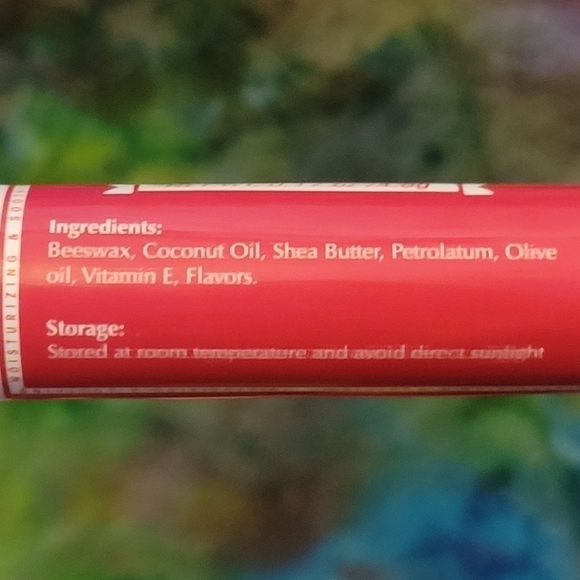 MOISTURIZING &
Ingredients:
Beeswax, Coconut Oil, Shea Butter, Petrolatum, Olive
oil, Vitamin E, Flavors.
Storage:
Stored at room temperature and avoid direct sunlight